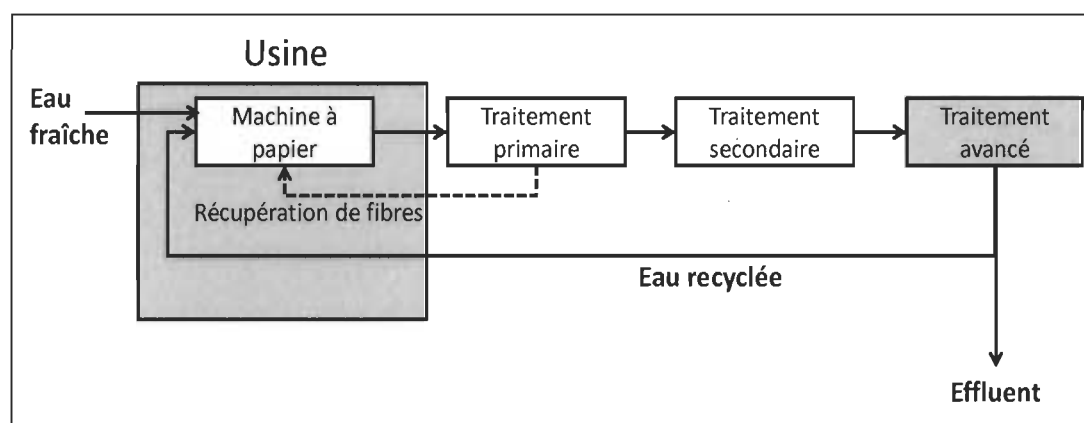 Usine
Eau
fraîche
Machine à
papier
Traitement
primaire
Traitement
secondaire
Traitement
avancé
Récupération de fibres
Eau recyclée
Effluent